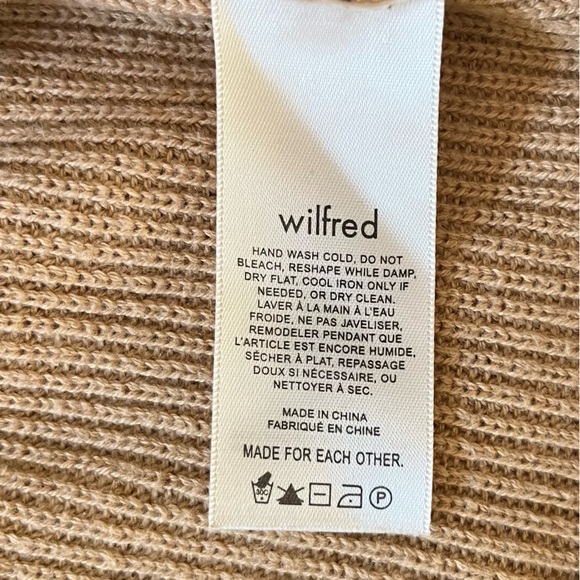 wilfred
HAND WASH COLD, DO NOT
BLEACH, RESHAPE WHILE DAMP,
DRY FLAT, COOL IRON ONLY IF
NEEDED, OR DRY CLEAN.
LAVER À LA MAIN À L'EAU
FROIDE, NE PAS JAVELISER,
REMODELER PENDANT QUE
L'ARTICLE EST ENCORE HUMIDE,
SÉCHER À PLAT, REPASSAGE
DOUX SI NÉCESSAIRE, OU
NETTOYER À SEC.
MADE IN CHINA
FABRIQUÉ EN CHINE
MADE FOR EACH OTHER.
30C P